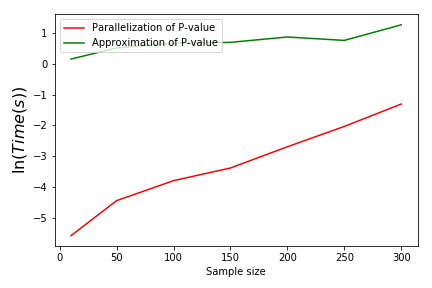 Parallelization of P-value
Approximation of P-value
ln(Time(s))
1
0
−1
−2
−3
−4
−5
0 50 100 150 200 250 300
Sample size